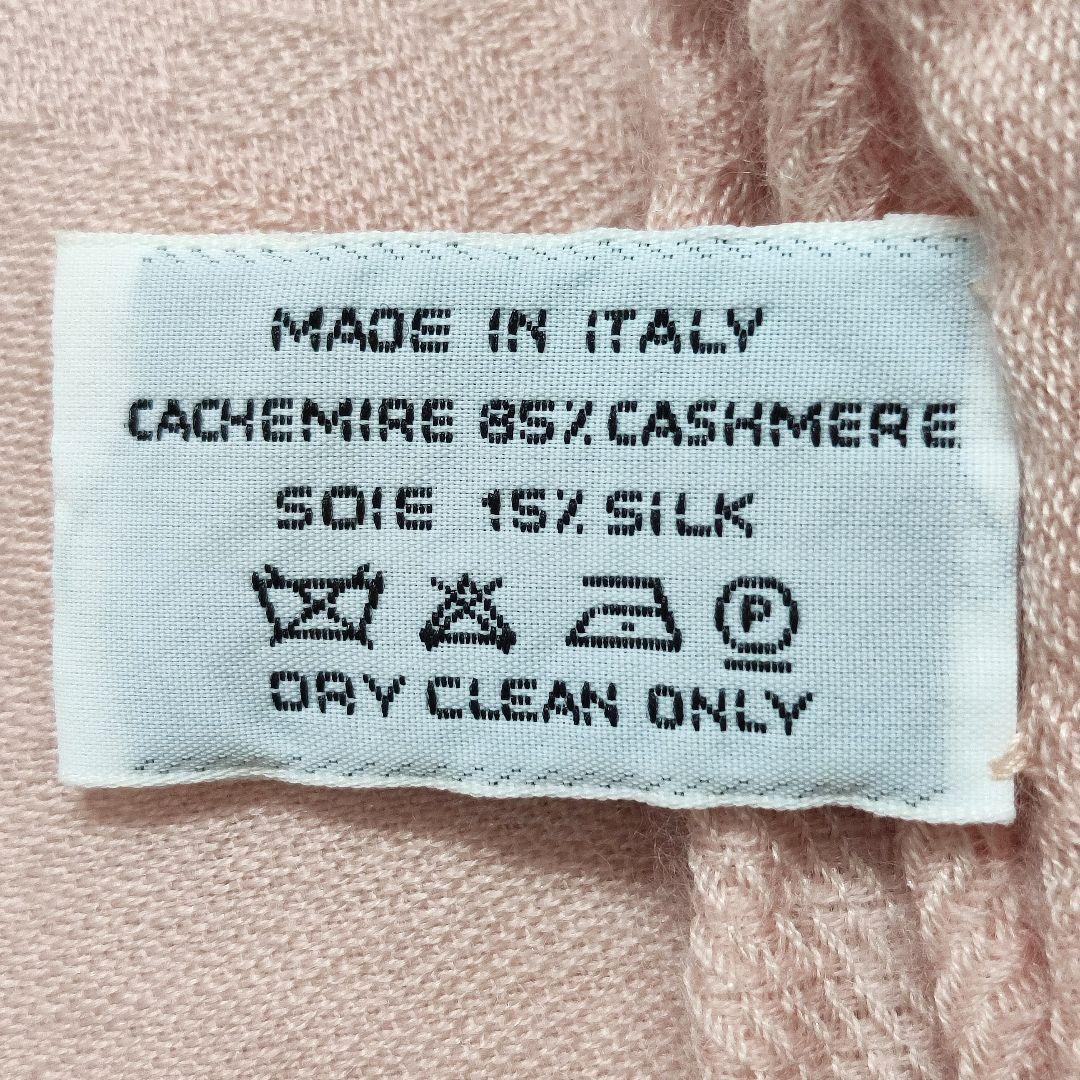 MADE IN ITALY
CACHEMIRE 85% CASHMERE
SOIE 15% SILK
P
DRY CLEAN ONLY